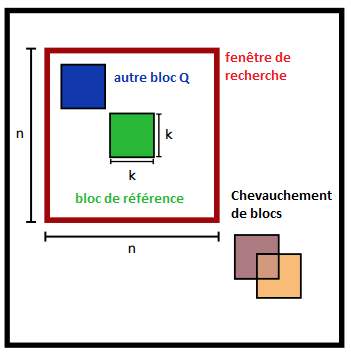 fenêtre de
recherche
autre bloc Q
n
k
k
bloc de référence
n
Chevauchement
de blocs